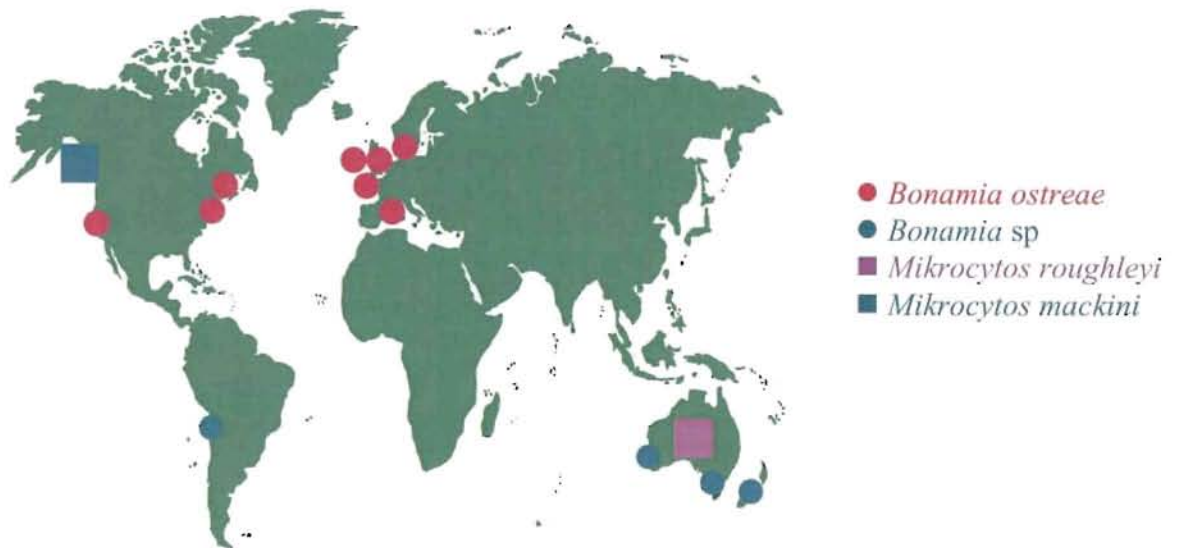 Bonamia ostreae
Bonamia sp
Mikrocytos roughleyi
Mikrocytos mackini